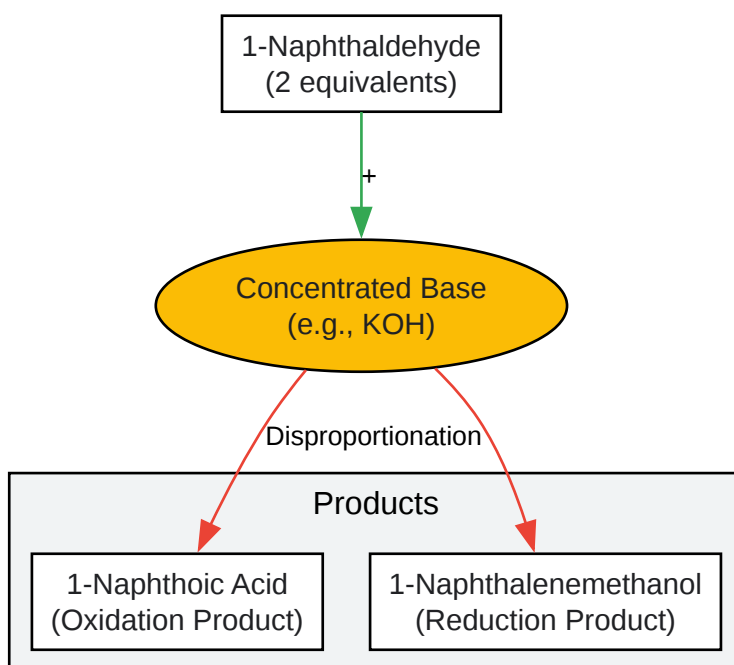 1-Naphthaldehyde
(2 equivalents)
+
Concentrated Base
(e.g., KOH)
Disproportionation
Products
1-Naphthoic Acid
(Oxidation Product)
1-Naphthalenemethanol
(Reduction Product)